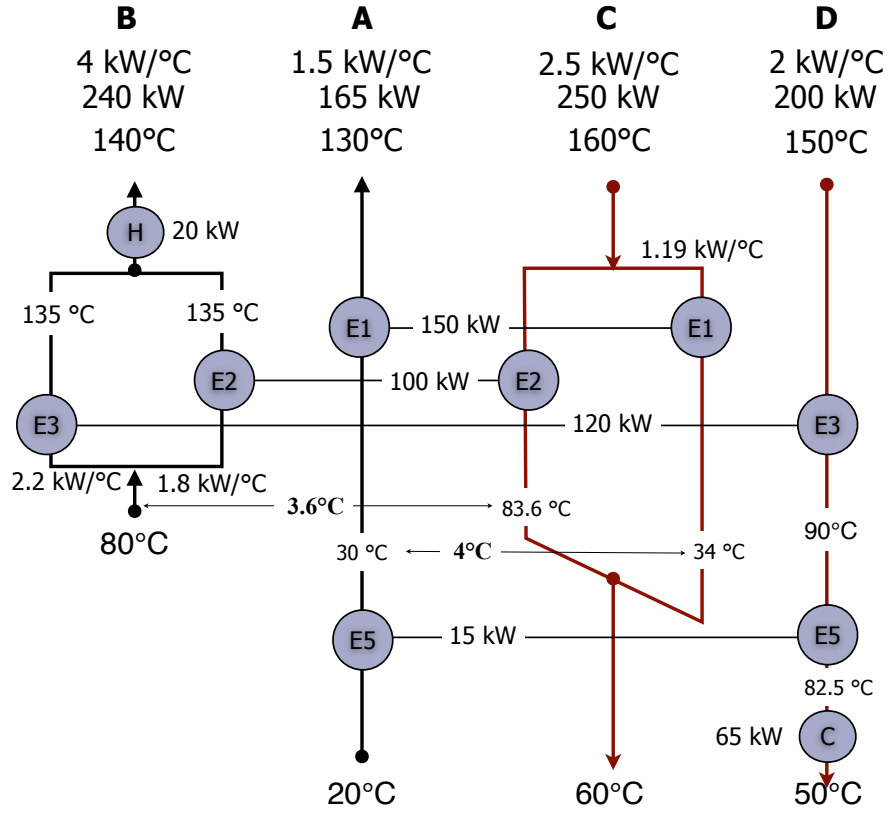 B A C D
4 kW/°C 1.5 kW/°C 2.5 kW/°C 2 kW/°C
240 kW 165 kW 250 kW 200 kW
140°C 130°C 160°C 150°C
H 20 kW
1.19 kW/°C
135 °C 135 °C
E1 150 kW E1
E2 100 kW E2
E3 120 kW E3
2.2 kW/°C 1.8 kW/°C
3.6°C 83.6 °C
80°C 90°C
30 °C 4°C 34 °C
E5 15 kW E5
82.5 °C
65 kW C
20°C 60°C 50°C